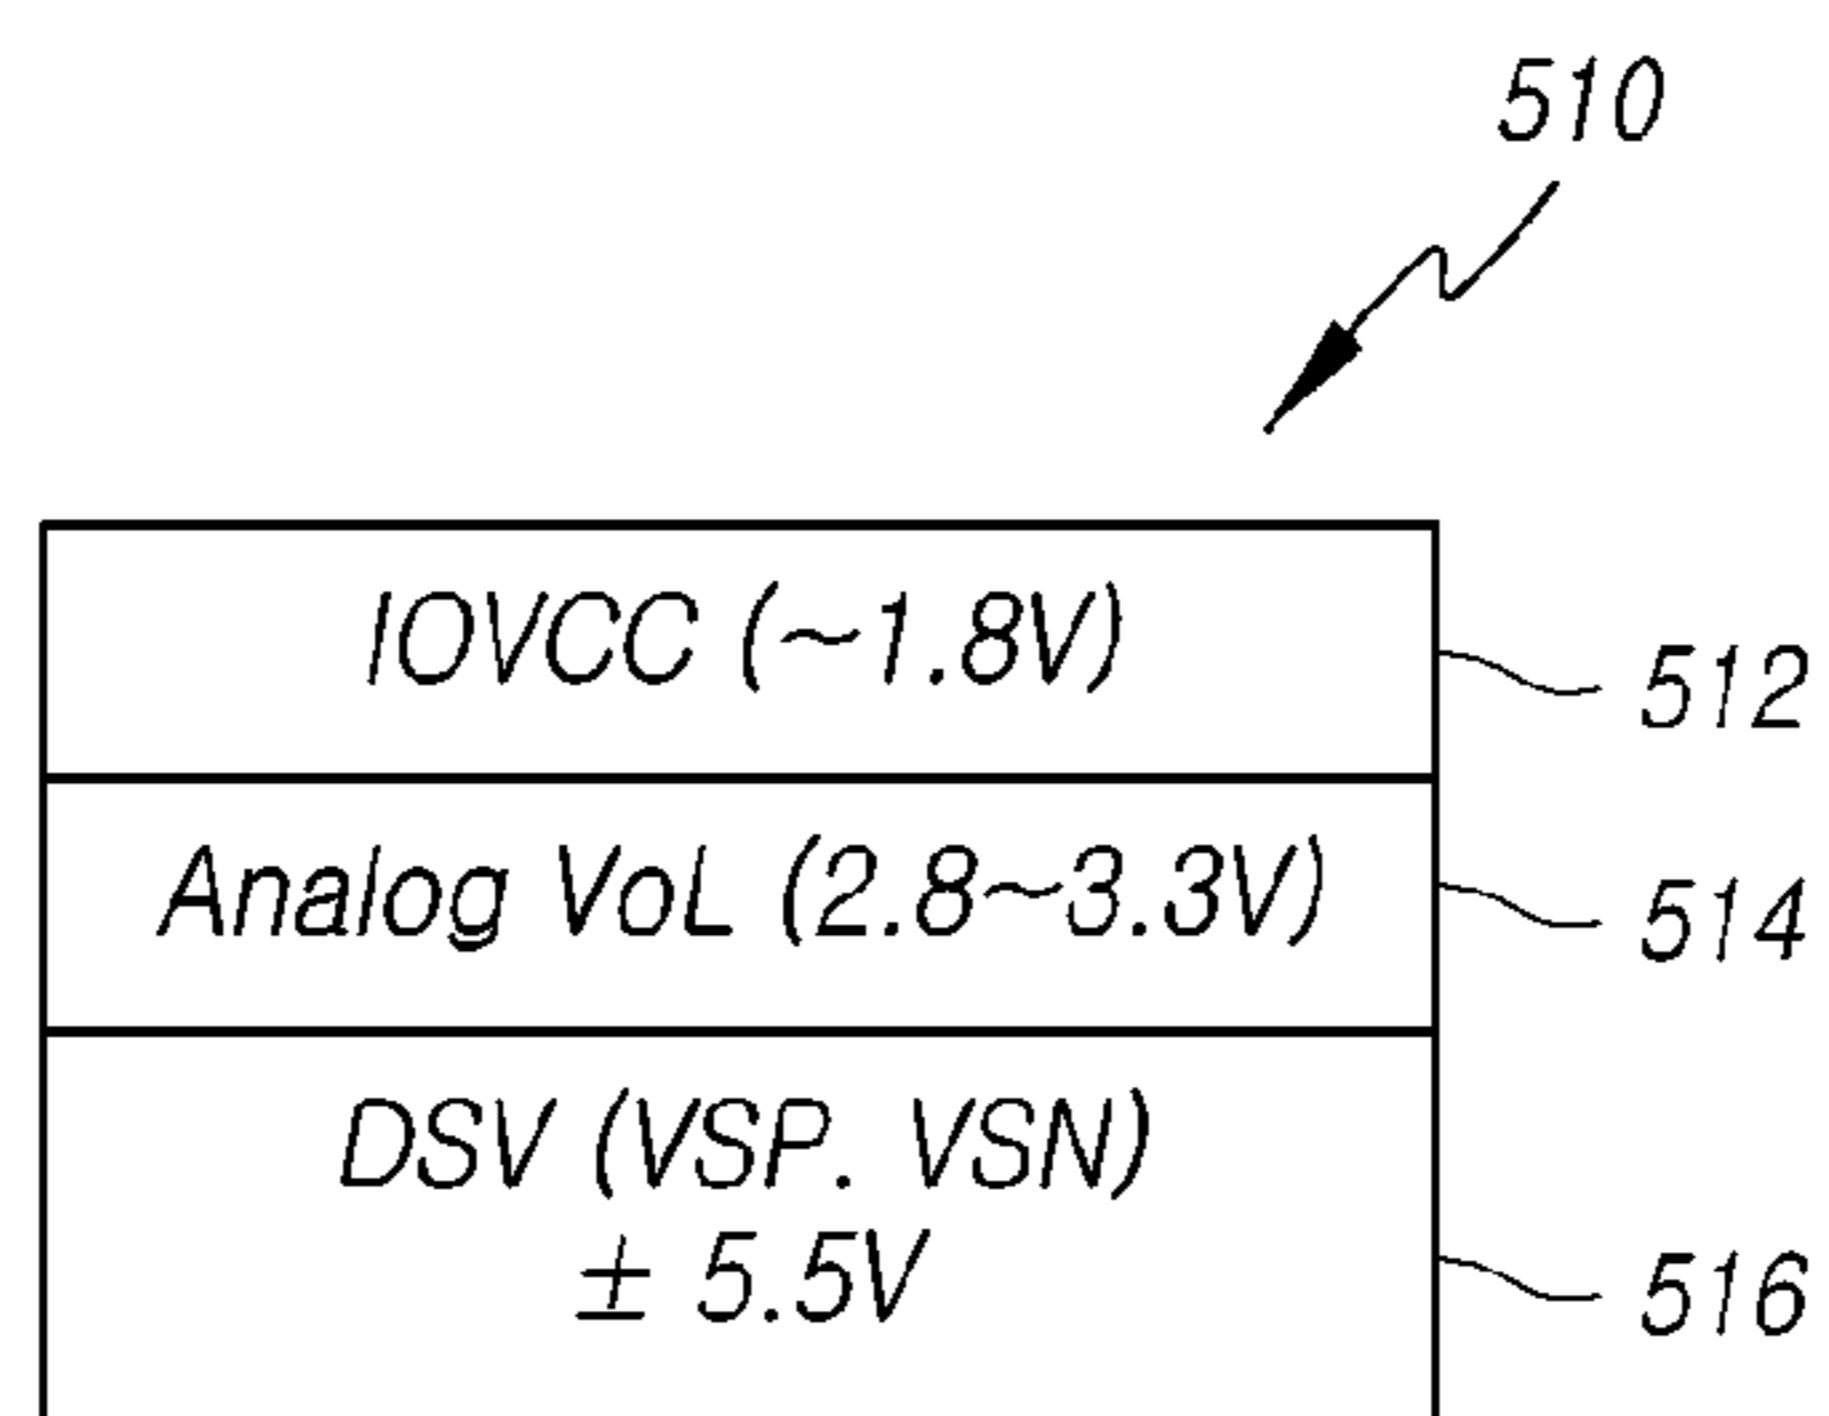 510
IOVCC (~1.8V)
512
Analog VoL (2.8~3.3V)
514
DSV (VSP. VSN)
± 5.5V
516